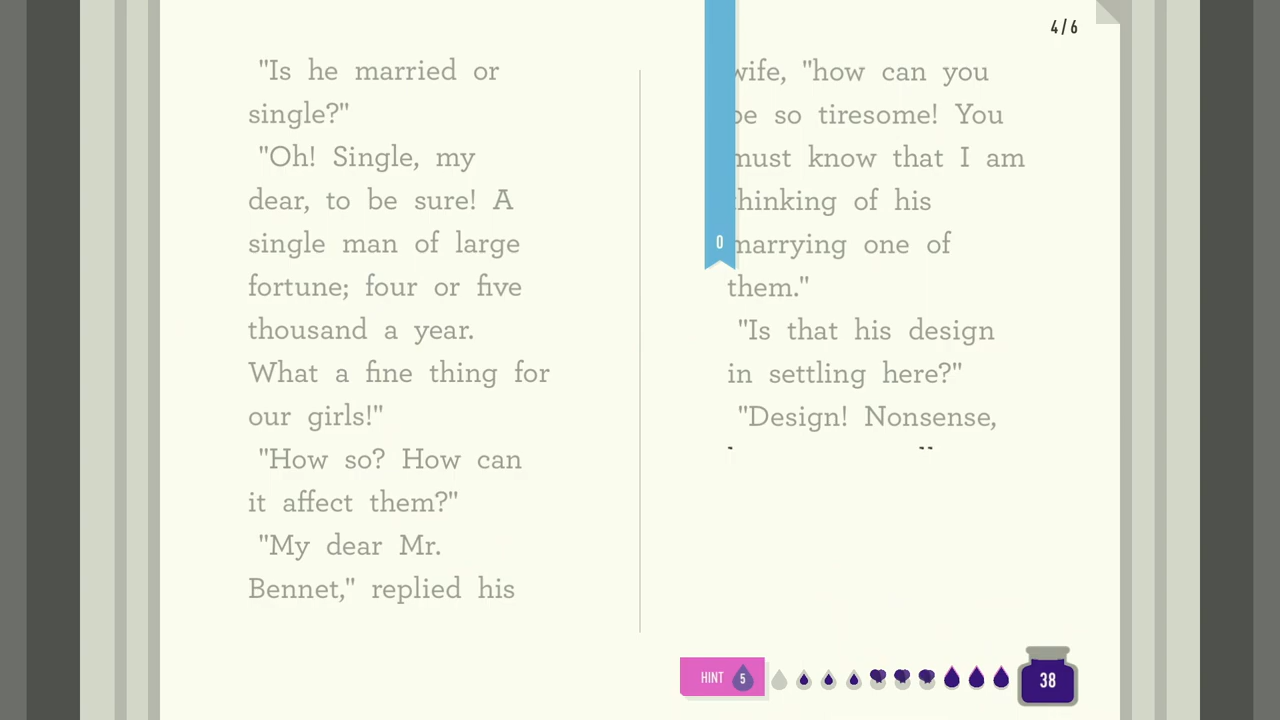 4/6
"Is he married or
single?"
"Oh! Single, my
dear, to be sure! A
single man of large
fortune; four or five
thousand a year.
What a fine thing for
our girls!"
"How so? How can
it affect them?"
"My dear Mr.
Bennet," replied his
wife, "how can you
be so tiresome! You
must know that I am
thinking of his
marrying one of
them."
"Is that his design
in settling here?"
"Design! Nonsense,
0
HINT 5
38